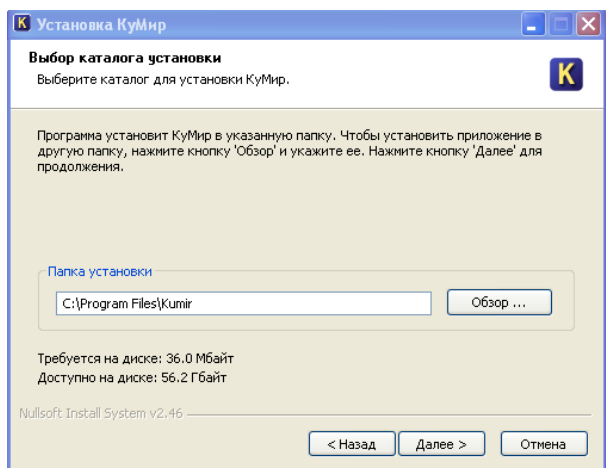 K Установка КуМир
Выбор каталога установки
Выберите каталог для установки КуМир.
K
Программа установит КуМир в указанную папку. Чтобы установить приложение в
другую папку, нажмите кнопку 'Обзор' и укажите ее. Нажмите кнопку 'Далее' для
продолжения.
Папка установки
C:\Program Files\Kumir
Обзор ...
Требуется на диске: 36.0 Мбайт
Доступно на диске: 56.2 Гбайт
Nullsoft Install System v2.46
< Назад Далее > Отмена